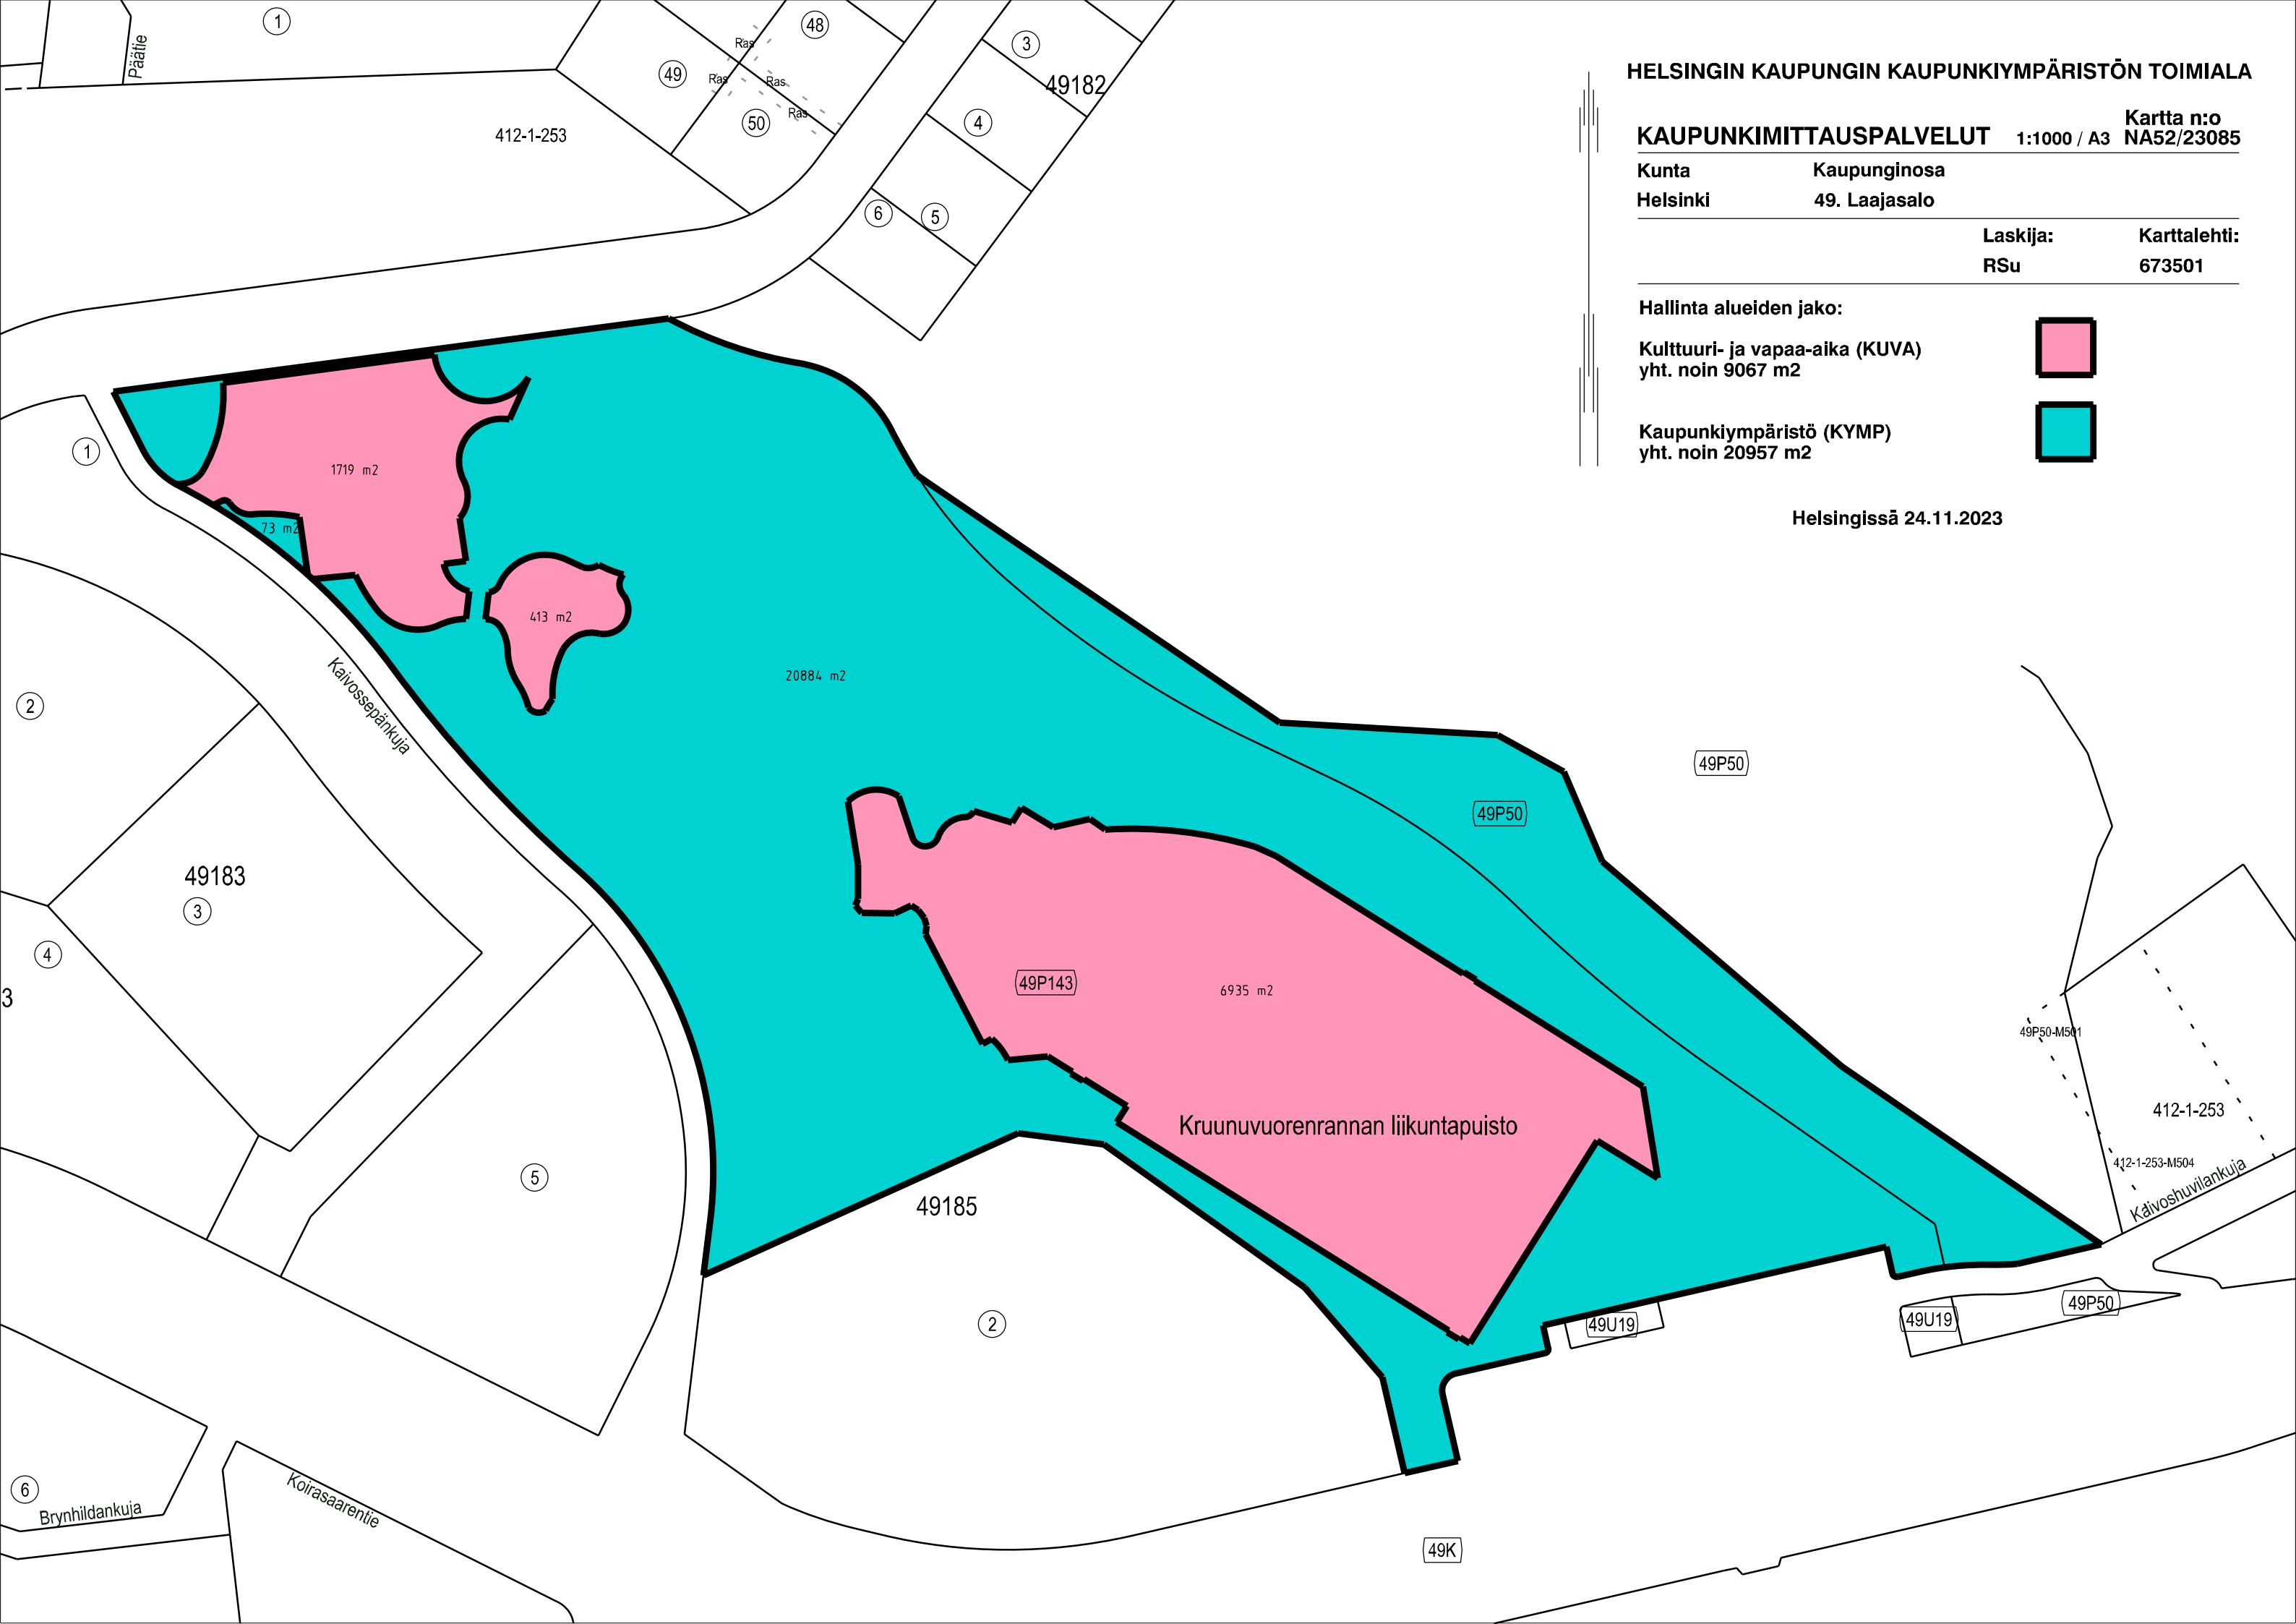 HELSINGIN KAUPUNGIN KAUPUNKIYMPÄRISTÖN TOIMIALA
Kartta n:o
KAUPUNKIMITTAUSPALVELUT 1:1000 / A3 NA52/23085
Kunta Kaupunginosa
Helsinki 49. Laajasalo
Laskija: Karttalehti:
RSu 673501
Hallinta alueiden jako:
Kulttuuri- ja vapaa-aika (KUVA)
yht. noin 9067 m2
Kaupunkiympäristö (KYMP)
yht. noin 20957 m2
Helsingissä 24.11.2023
1
Päätie
412-1-253
49
48
50
Ras
Ras
Ras
Ras
3
49182
4
6
5
1
1719 m2
73 m2
413 m2
20884 m2
Kaivossepänkuja
2
49183
3
4
3
5
49P50
49P50
49P143
6935 m2
Kruunuvuorenrannan liikuntapuisto
49185
2
49P50-M501
412-1-253
412-1-253-M504
Kaivoshuvilankuja
49U19
49U19
49P50
6
Brynhildankuja
Koirasaarentie
49K